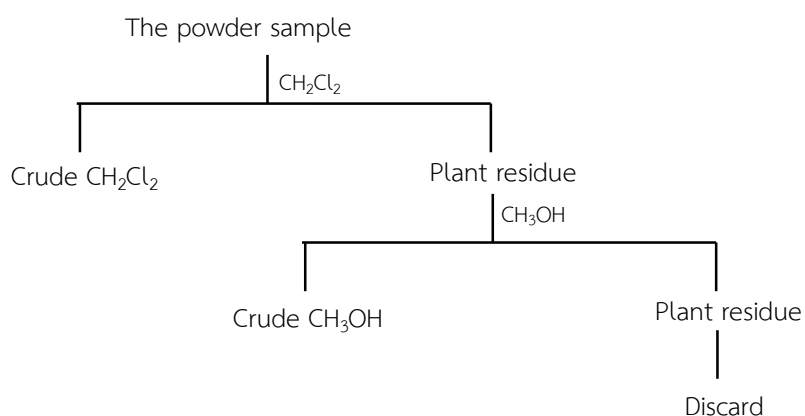 The powder sample
CH₂Cl₂
Crude CH₂Cl₂
Plant residue
CH₃OH
Crude CH₃OH
Plant residue
Discard